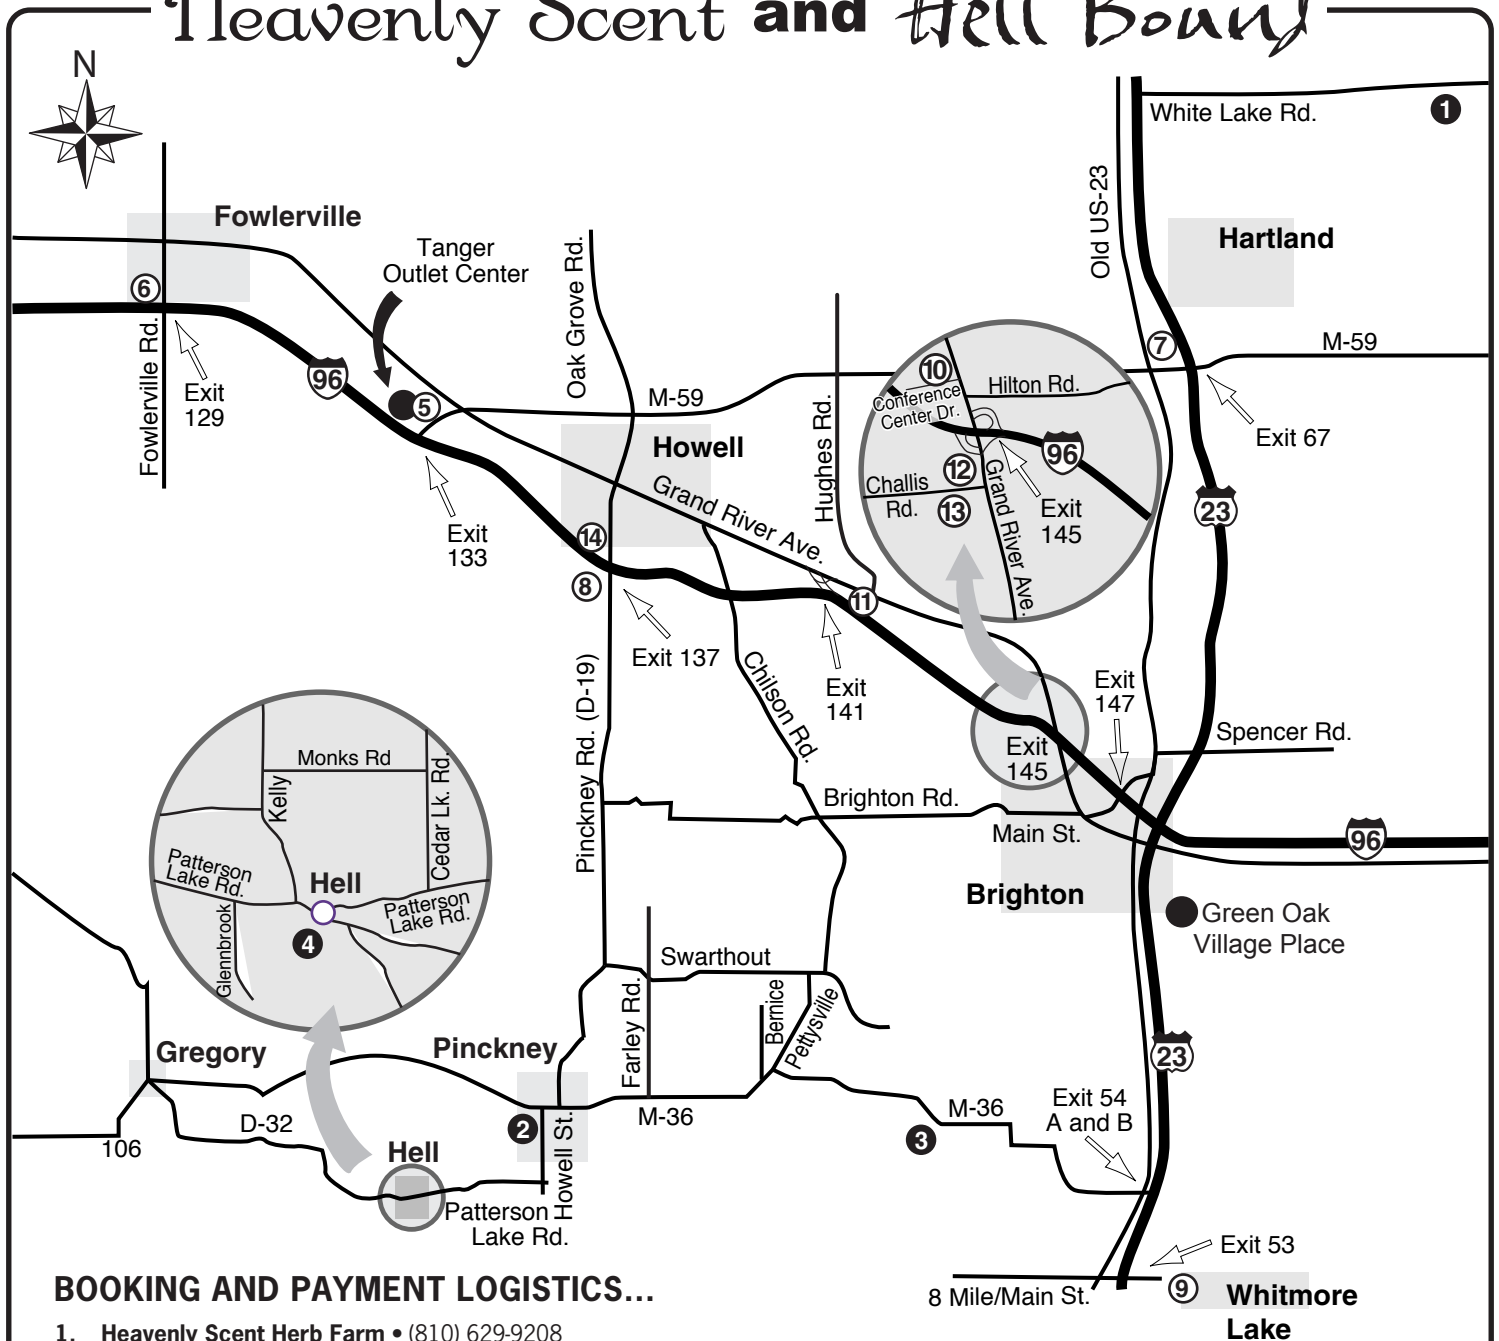 Heavenly Scent and Hell Bound
N
White Lake Rd.
1
Old US-23
Fowlerville
Hartland
Tanger
Outlet Center
Oak Grove Rd.
6
Fowlerville Rd.
Exit
129
96
5
M-59
7
M-59
Exit 67
Hughes Rd.
10
Hilton Rd.
Conference
Center Dr.
96
12
Challis
Rd.
13
Grand River Ave.
Exit
145
23
Howell
Grand River Ave.
Exit
133
14
8
11
Exit 137
Exit
141
Chilson Rd.
Pinckney Rd. (D-19)
Exit
147
Exit
145
Spencer Rd.
Monks Rd
Kelly
Cedar Lk. Rd.
Patterson
Lake Rd.
Hell
Patterson
Lake Rd.
4
Glennbrook
Brighton Rd.
Main St.
96
Brighton
Green Oak
Village Place
Swarthout
Farley Rd.
Bernice
Pettysville
23
Gregory
Pinckney
M-36
M-36
Exit 54
A and B
D-32
106
2
Howell St.
3
Hell
Patterson
Lake Rd.
Exit 53
8 Mile/Main St.
9
Whitmore
Lake
BOOKING AND PAYMENT LOGISTICS...
1. Heavenly Scent Herb Farm • (810) 629-9208